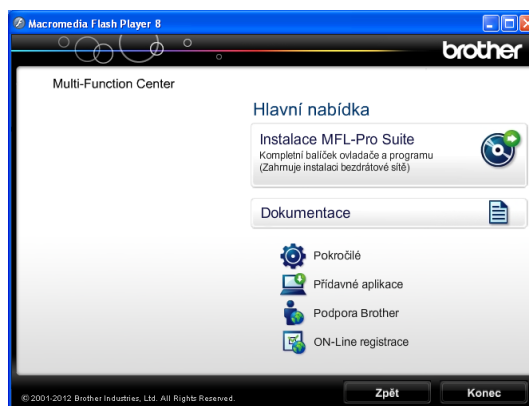 Macromedia Flash Player 8
brother
Multi-Function Center
Hlavní nabídka
Instalace MFL-Pro Suite
Kompletní balíček ovladače a programu
(Zahrnuje instalaci bezdrátové sítě)
Dokumentace
Pokročilé
Přídavné aplikace
Podpora Brother
ON-Line registrace
© 2001-2012 Brother Industries, Ltd. All Rights Reserved.
Zpět
Konec